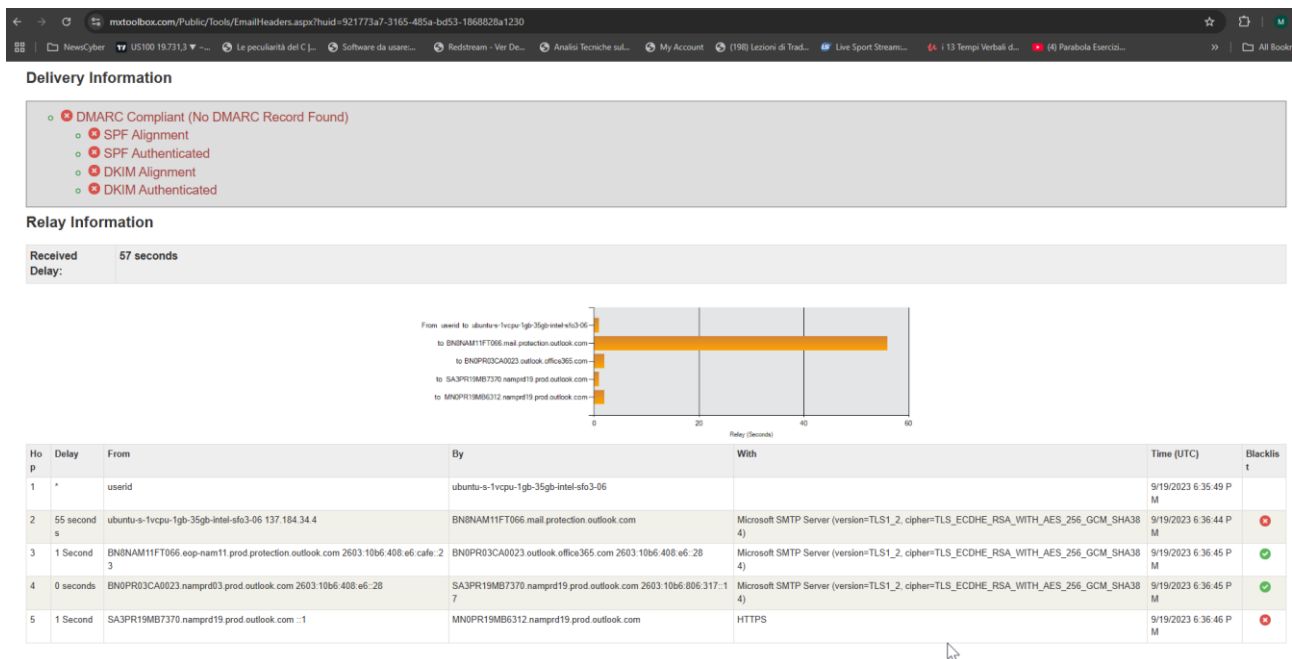 mxtoolbox.com/Public/Tools/EmailHeaders.aspx?huid=921773a7-3165-485a-bd53-1868828a1230
M
NewsCyber US100 19.731,3 ▼ −... Le peculiarità del C |... Software da usare:... Redstream - Ver De... Analisi Tecniche sul... My Account (198) Lezioni di Trad... Live Sport Stream:... i 13 Tempi Verbali d... (4) Parabola Esercizi... » All Bookr
Delivery Information
DMARC Compliant (No DMARC Record Found)
SPF Alignment
SPF Authenticated
DKIM Alignment
DKIM Authenticated
Relay Information
Received Delay: 57 seconds
From userid to ubuntu-s-1vcpu-1gb-35gb-intel-sfo3-06
to BN8NAM11FT066.mail.protection.outlook.com
to BN0PR03CA0023.outlook.office365.com
to SA3PR19MB7370.namprd19.prod.outlook.com
to MN0PR19MB6312.namprd19.prod.outlook.com
0 20 40 60
Relay (Seconds)
Hop Delay From By With Time (UTC) Blacklist
1 * userid ubuntu-s-1vcpu-1gb-35gb-intel-sfo3-06 9/19/2023 6:35:49 PM
2 55 seconds ubuntu-s-1vcpu-1gb-35gb-intel-sfo3-06 137.184.34.4 BN8NAM11FT066.mail.protection.outlook.com Microsoft SMTP Server (version=TLS1_2, cipher=TLS_ECDHE_RSA_WITH_AES_256_GCM_SHA384) 9/19/2023 6:36:44 PM
3 1 Second BN8NAM11FT066.eop-nam11.prod.protection.outlook.com 2603:10b6:408:e6:cafe::23 BN0PR03CA0023.outlook.office365.com 2603:10b6:408:e6::28 Microsoft SMTP Server (version=TLS1_2, cipher=TLS_ECDHE_RSA_WITH_AES_256_GCM_SHA384) 9/19/2023 6:36:45 PM
4 0 seconds BN0PR03CA0023.namprd03.prod.outlook.com 2603:10b6:408:e6::28 SA3PR19MB7370.namprd19.prod.outlook.com 2603:10b6:806:317::17 Microsoft SMTP Server (version=TLS1_2, cipher=TLS_ECDHE_RSA_WITH_AES_256_GCM_SHA384) 9/19/2023 6:36:45 PM
5 1 Second SA3PR19MB7370.namprd19.prod.outlook.com ::1 MN0PR19MB6312.namprd19.prod.outlook.com HTTPS 9/19/2023 6:36:46 PM